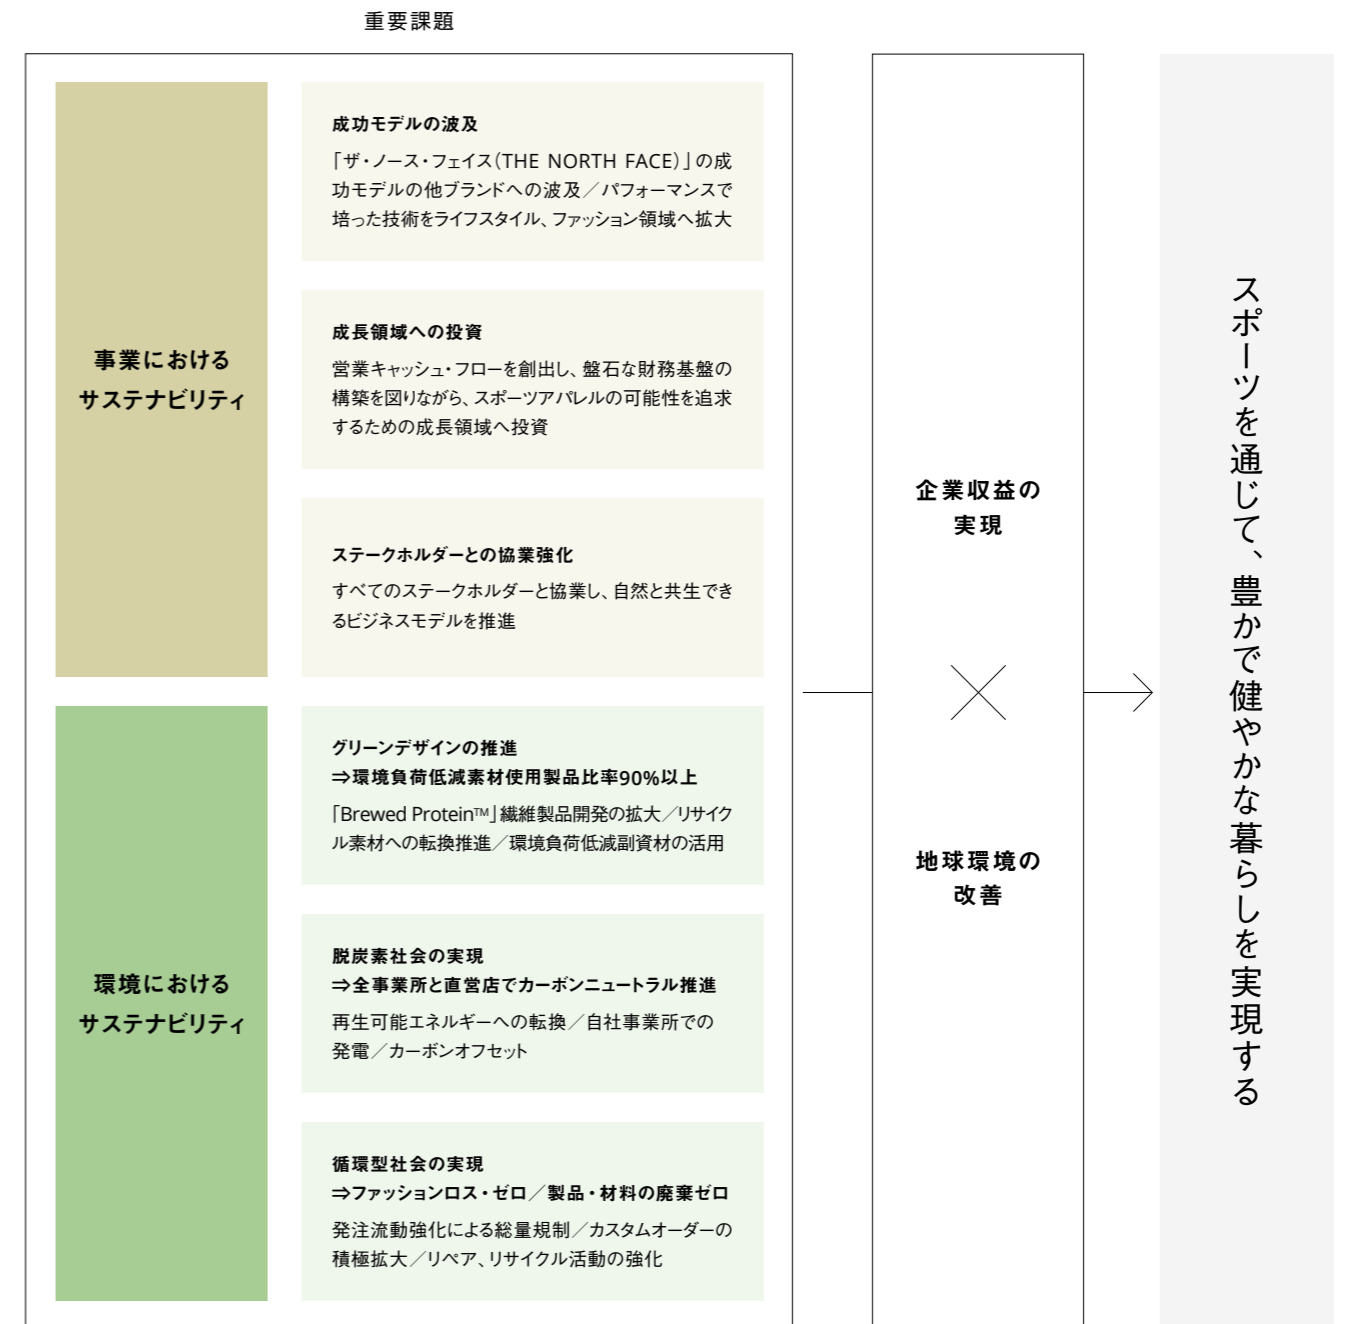 重要課題
事業における
サステナビリティ
成功モデルの波及
「ザ・ノース・フェイス（THE NORTH FACE）」の成
功モデルの他ブランドへの波及／パフォーマンスで
培った技術をライフスタイル、ファッション領域へ拡大
成長領域への投資
営業キャッシュ・フローを創出し、盤石な財務基盤の
構築を図りながら、スポーツアパレルの可能性を追求
するための成長領域へ投資
ステークホルダーとの協業強化
すべてのステークホルダーと協業し、自然と共生でき
るビジネスモデルを推進
環境における
サステナビリティ
グリーンデザインの推進
⇒環境負荷低減素材使用製品比率90%以上
「Brewed Protein™」繊維製品開発の拡大／リサイク
ル素材への転換推進／環境負荷低減副資材の活用
脱炭素社会の実現
⇒全事業所と直営店でカーボンニュートラル推進
再生可能エネルギーへの転換／自社事業所での
発電／カーボンオフセット
循環型社会の実現
⇒ファッションロス・ゼロ／製品・材料の廃棄ゼロ
発注流動強化による総量規制／カスタムオーダーの
積極拡大／リペア、リサイクル活動の強化
企業収益の
実現
地球環境の
改善
スポーツを通じて、豊かで健やかな暮らしを実現する